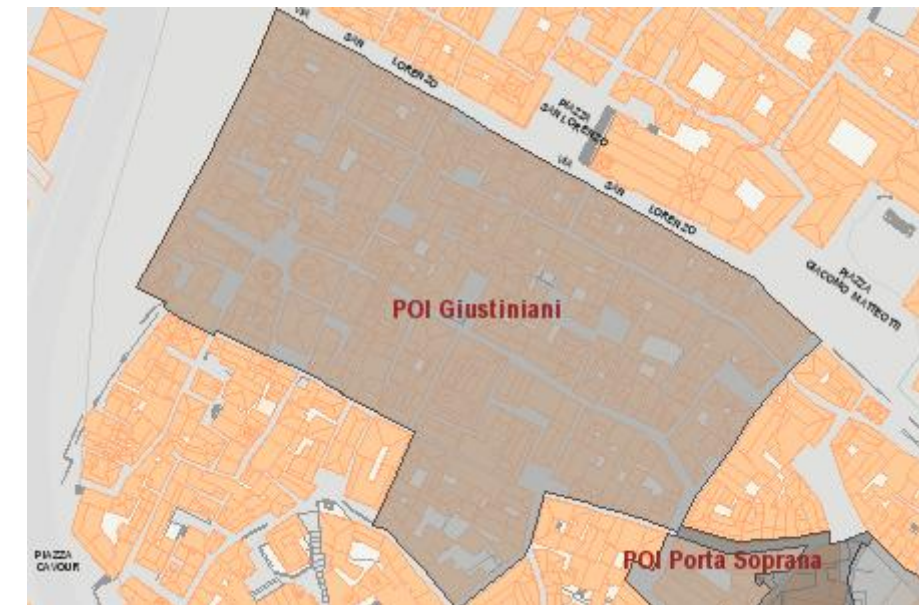 VIA
SAN
LORENZO
PIAZZA
SAN LORENZO
VIA
SAN
LORENZO
PIAZZA
GIACOMO MATTEOTTI
POI Giustiniani
PIAZZA
CAVOUR
POI Porta Soprana